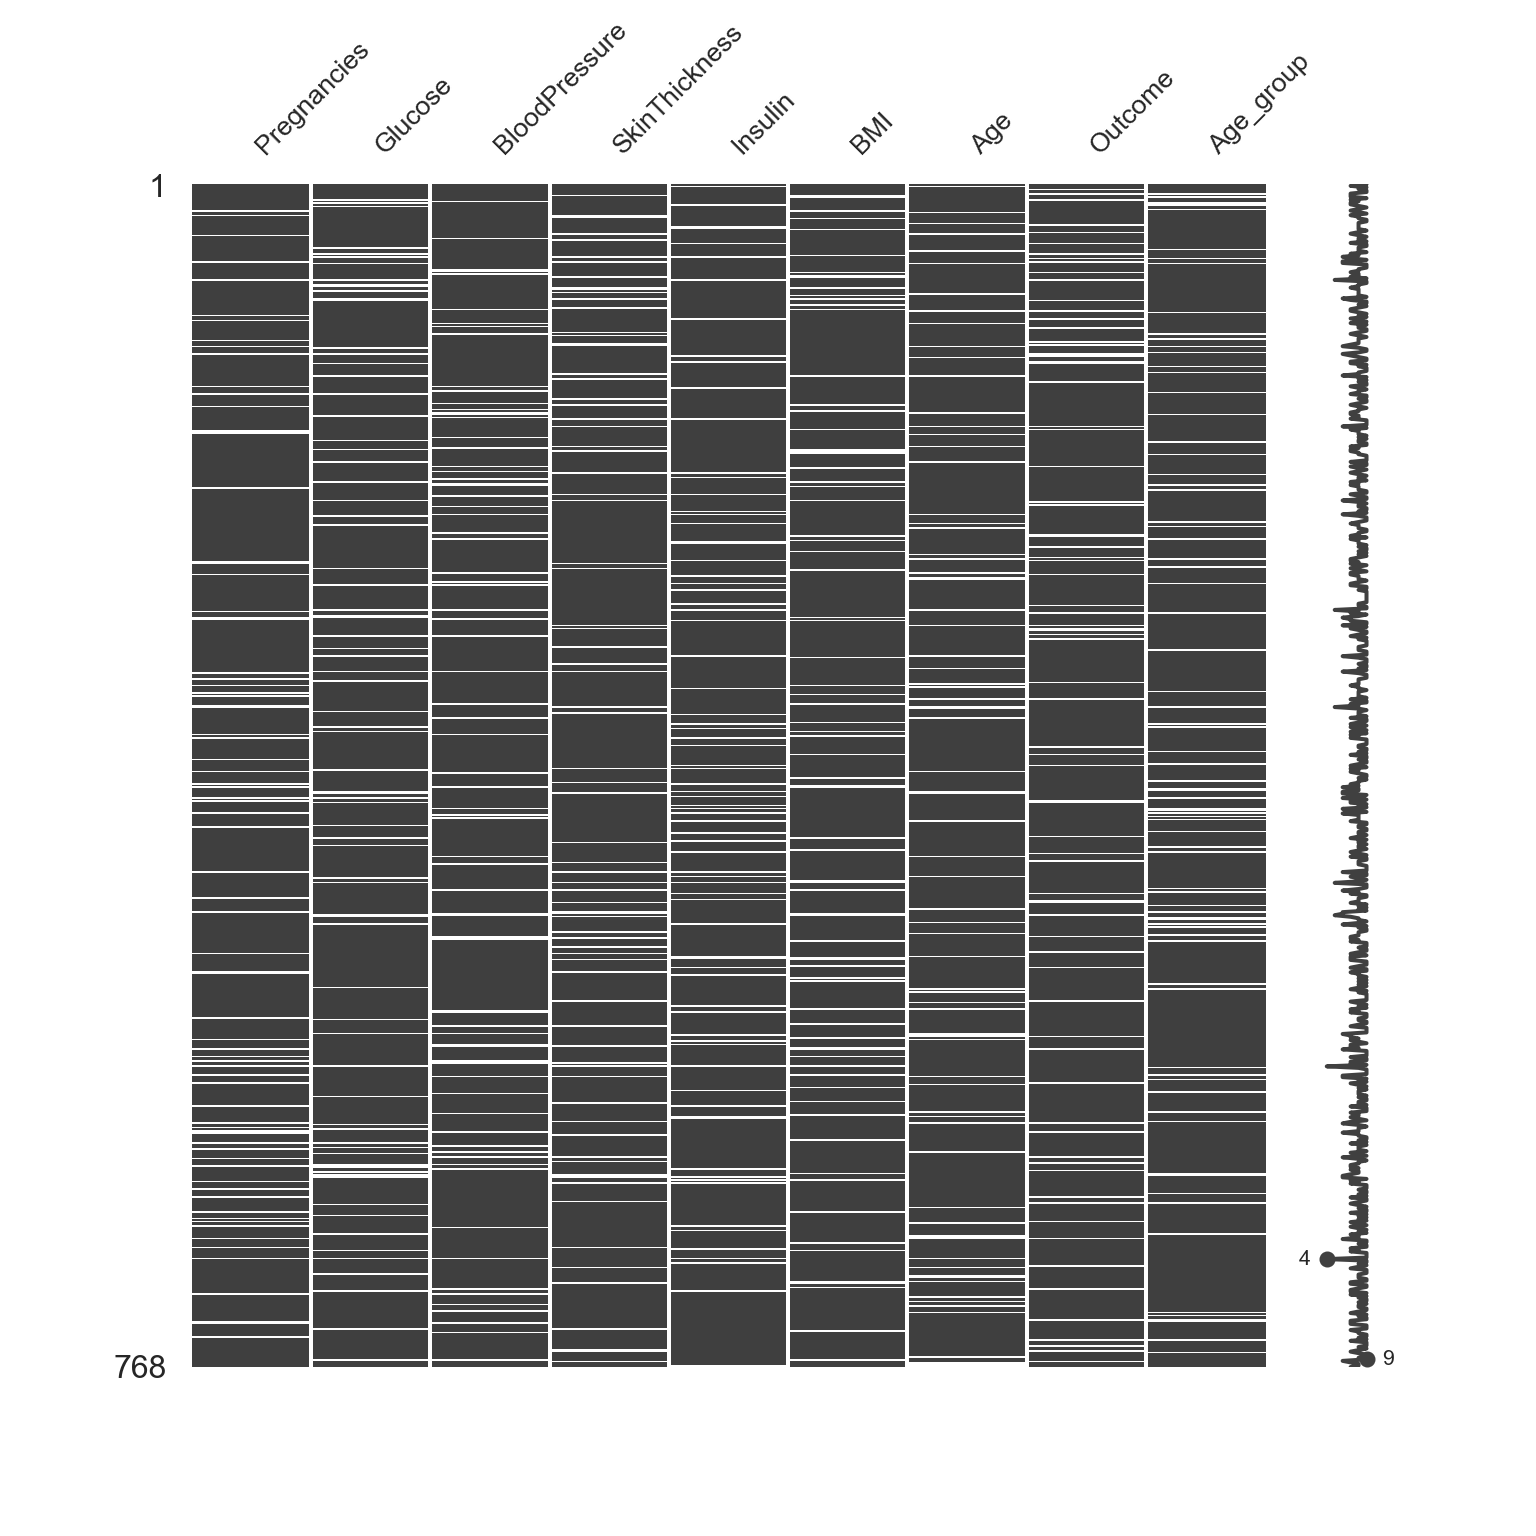 Pregnancies
Glucose
BloodPressure
SkinThickness
Insulin
BMI
Age
Outcome
Age_group
1
768
4
9